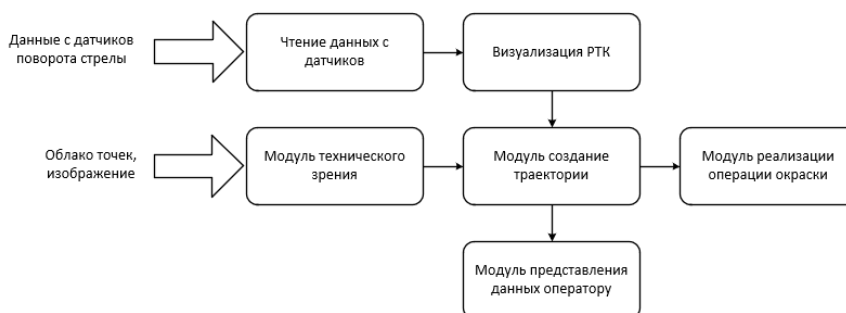 Данные с датчиков
поворота стрелы
Чтение данных с
датчиков
Визуализация РТК
Облако точек,
изображение
Модуль технического
зрения
Модуль создание
траектории
Модуль реализации
операции окраски
Модуль представления
данных оператору